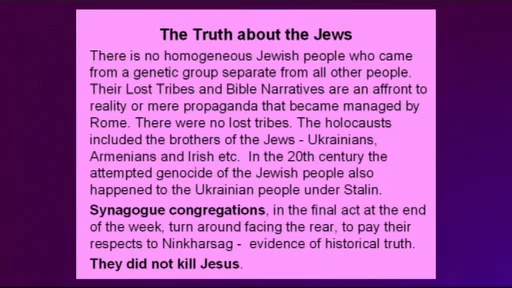 The Truth about the Jews
There is no homogeneous Jewish people who came
from a genetic group separate from all other people.
Their Lost Tribes and Bible Narratives are an affront to
reality or mere propaganda that became managed by
Rome. There were no lost tribes. The holocausts
included the brothers of the Jews - Ukrainians,
Armenians and Irish etc. In the 20th century the
attempted genocide of the Jewish people also
happened to the Ukrainian people under Stalin.
Synagogue congregations, in the final act at the end
of the week, turn around facing the rear, to pay their
respects to Ninkharsag - evidence of historical truth.
They did not kill Jesus.